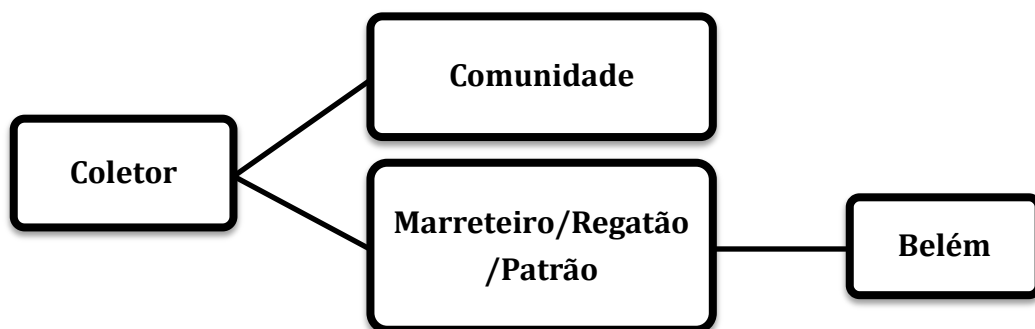 Comunidade
Coletor
Marreteiro/Regatão
/Patrão
Belém